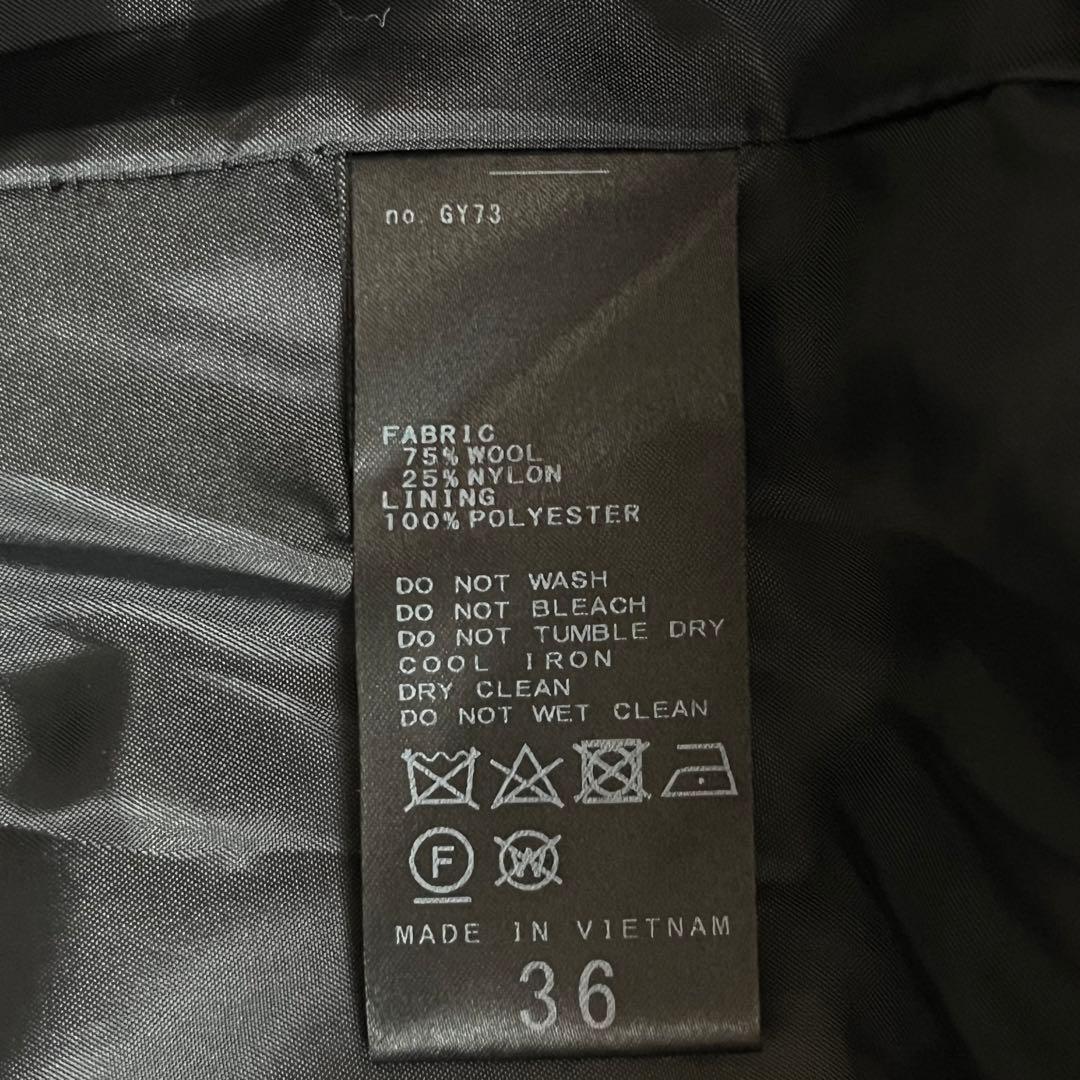 no. GY73
FABRIC
75% WOOL
25% NYLON
LINING
100% POLYESTER
DO NOT WASH
DO NOT BLEACH
DO NOT TUMBLE DRY
COOL IRON
DRY CLEAN
DO NOT WET CLEAN
F W
MADE IN VIETNAM
36